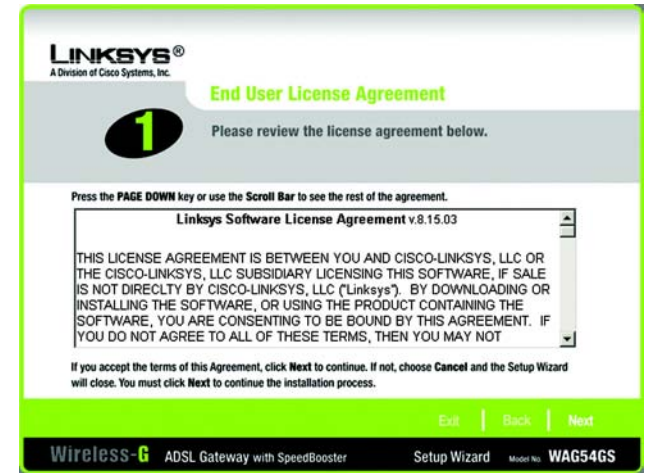 LINKSYS®
A Division of Cisco Systems, Inc.
End User License Agreement
1
Please review the license agreement below.
Press the PAGE DOWN key or use the Scroll Bar to see the rest of the agreement.
Linksys Software License Agreement v.8.15.03
THIS LICENSE AGREEMENT IS BETWEEN YOU AND CISCO-LINKSYS, LLC OR
THE CISCO-LINKSYS, LLC SUBSIDIARY LICENSING THIS SOFTWARE, IF SALE
IS NOT DIRECLTY BY CISCO-LINKSYS, LLC ("Linksys"). BY DOWNLOADING OR
INSTALLING THE SOFTWARE, OR USING THE PRODUCT CONTAINING THE
SOFTWARE, YOU ARE CONSENTING TO BE BOUND BY THIS AGREEMENT. IF
YOU DO NOT AGREE TO ALL OF THESE TERMS, THEN YOU MAY NOT
If you accept the terms of this Agreement, click Next to continue. If not, choose Cancel and the Setup Wizard
will close. You must click Next to continue the installation process.
Exit | Back | Next
Wireless-G ADSL Gateway with SpeedBooster Setup Wizard Model No. WAG54GS